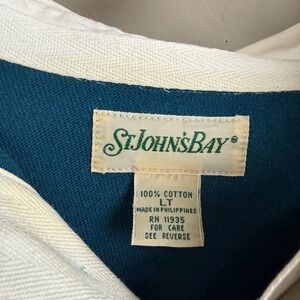 ST. JOHN'S BAY®
100% COTTON
LT
MADE IN PHILIPPINES
RN 11935
FOR CARE
SEE REVERSE